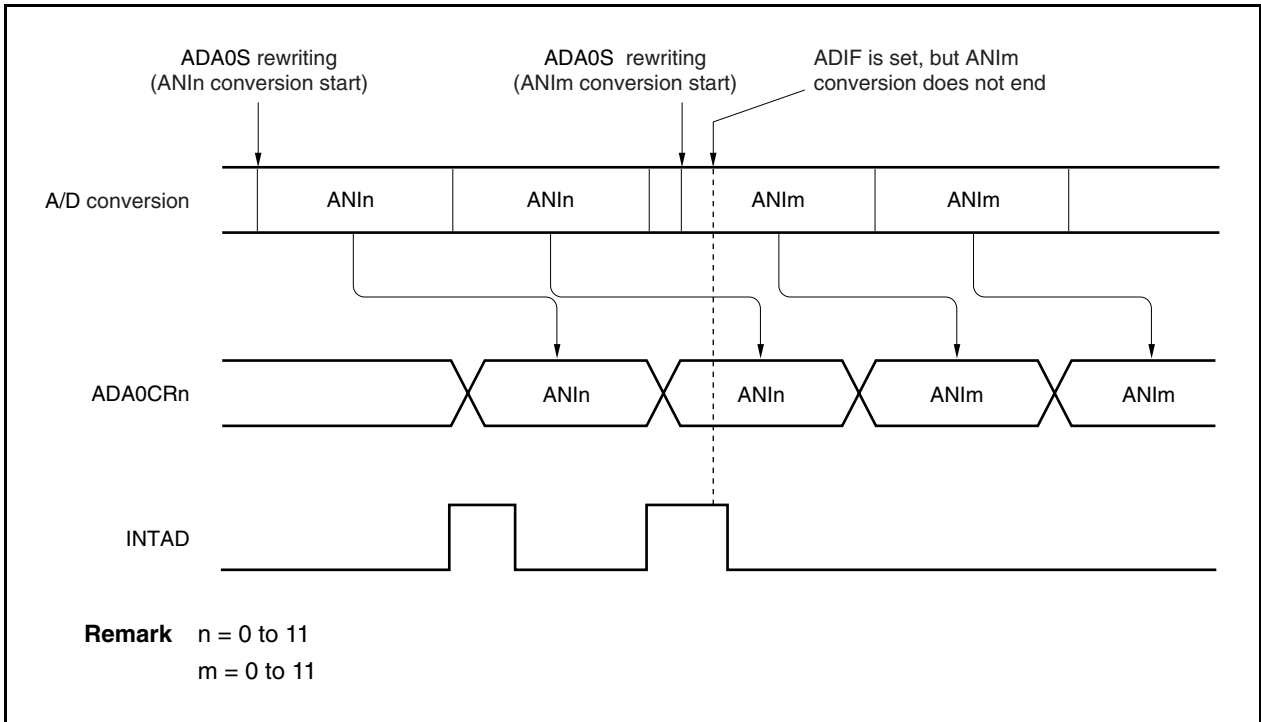 ADA0S rewriting
(ANIn conversion start)
ADA0S rewriting
(ANIm conversion start)
ADIF is set, but ANIm
conversion does not end
A/D conversion
ANIn
ANIn
ANIm
ANIm
ADA0CRn
ANIn
ANIn
ANIm
ANIm
INTAD
Remark n = 0 to 11
m = 0 to 11